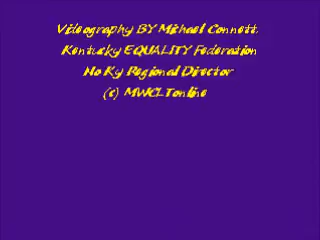 Videography BY Michael Connett
Kentucky EQUALITY Federation
No Ky Regional Director
(c) MWCLTonline